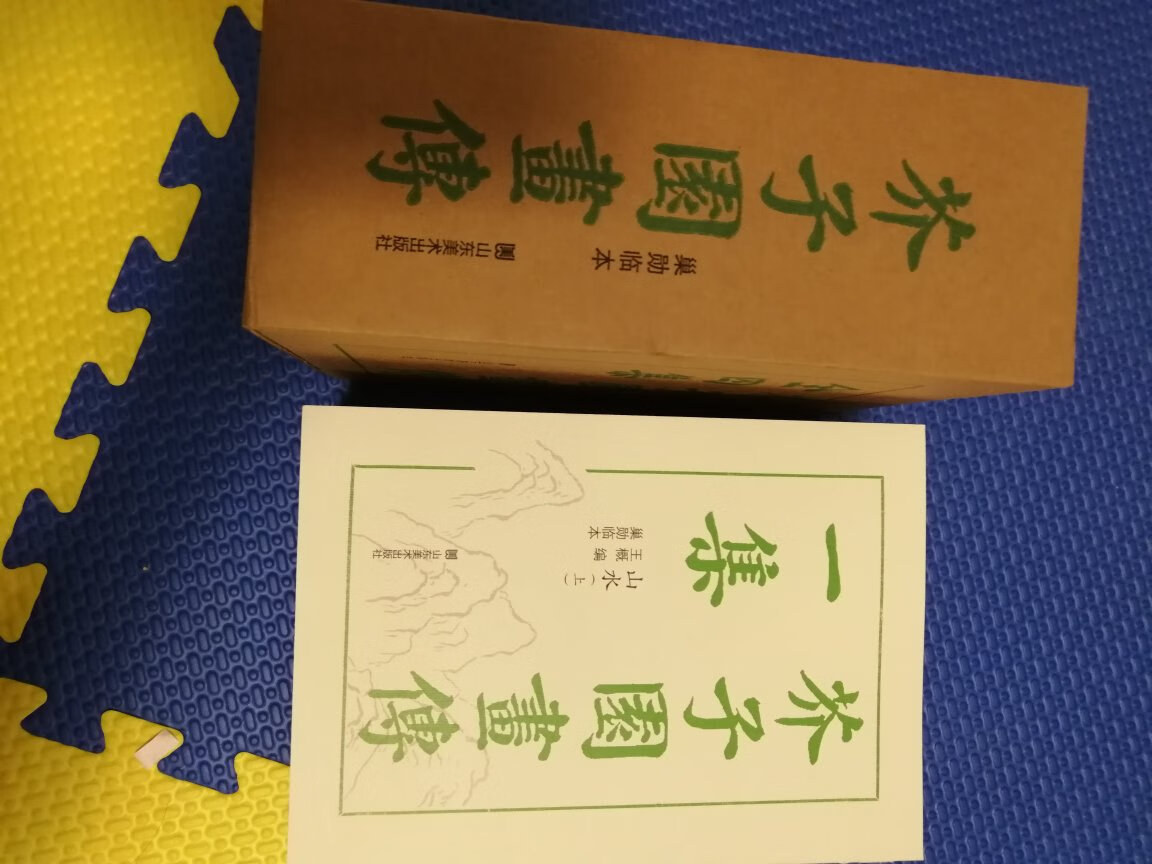 芥子園畫傳
巢勋临本
山东美术出版社
芥子園畫傳
一集
山水（上）
王概 编
巢勋临本
山东美术出版社